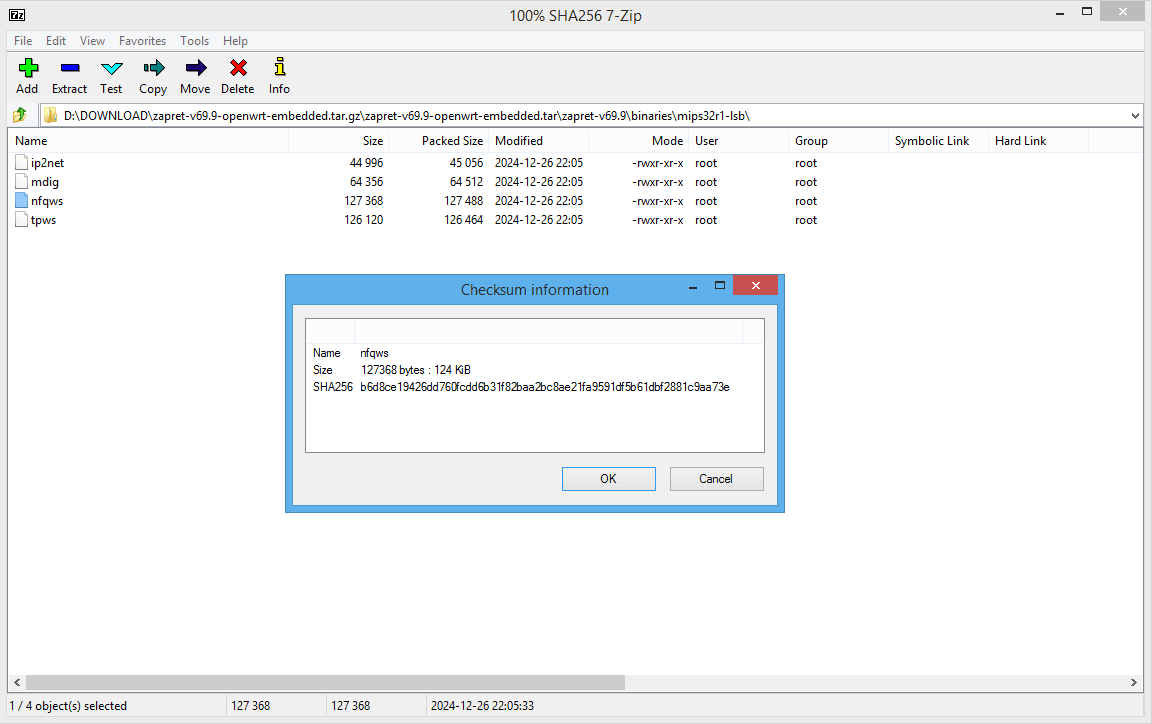 7z 100% SHA256 7-Zip
File Edit View Favorites Tools Help
Add Extract Test Copy Move Delete Info
D:\DOWNLOAD\zapret-v69.9-openwrt-embedded.tar.gz\zapret-v69.9-openwrt-embedded.tar\zapret-v69.9\binaries\mips32r1-lsb\
Name Size Packed Size Modified Mode User Group Symbolic Link Hard Link
ip2net 44 996 45 056 2024-12-26 22:05 -rwxr-xr-x root root
mdig 64 356 64 512 2024-12-26 22:05 -rwxr-xr-x root root
nfqws 127 368 127 488 2024-12-26 22:05 -rwxr-xr-x root root
tpws 126 120 126 464 2024-12-26 22:05 -rwxr-xr-x root root
Checksum information
Name nfqws
Size 127368 bytes : 124 KiB
SHA256 b6d8ce19426dd760fcdd6b31f82baa2bc8ae21fa9591df5b61dbf2881c9aa73e
OK Cancel
1 / 4 object(s) selected 127 368 127 368 2024-12-26 22:05:33